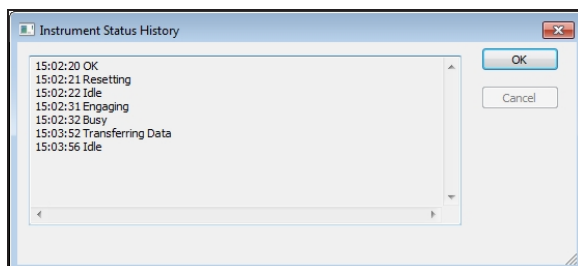 Instrument Status History
15:02:20 OK
15:02:21 Resetting
15:02:22 Idle
15:02:31 Engaging
15:02:32 Busy
15:03:52 Transferring Data
15:03:56 Idle
OK
Cancel